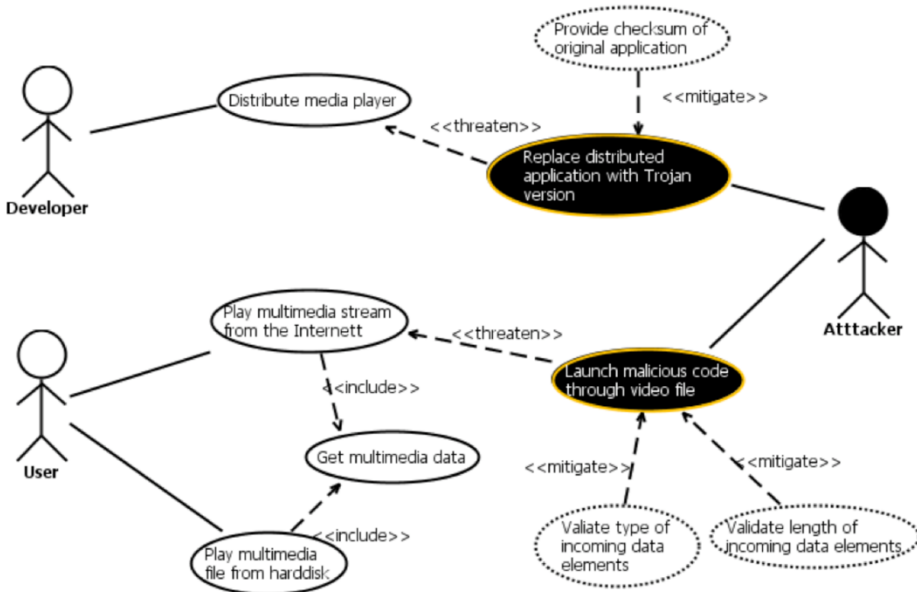 Provide checksum of
original application
Distribute media player
<<mitigate>>
<<threaten>>
Replace distributed
application with Trojan
version
Developer
Atttacker
Play multimedia stream
from the Internett
<<threaten>>
Launch malicious code
through video file
<<include>>
User
Get multimedia data
<<mitigate>>
<<mitigate>>
<<include>>
Play multimedia
file from harddisk
Valiate type of
incoming data
elements
Validate length of
incoming data elements